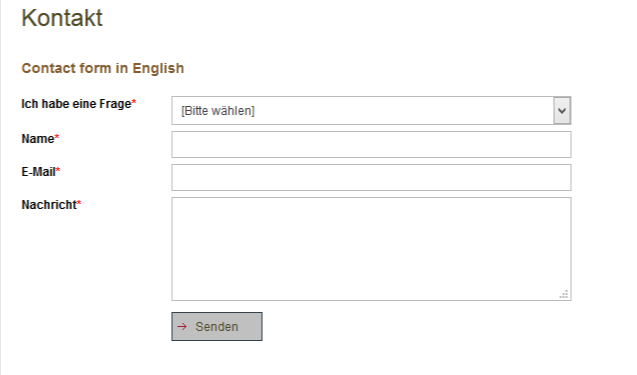 Kontakt
Contact form in English
Ich habe eine Frage*
[Bitte wählen]
Name*
E-Mail*
Nachricht*
→ Senden